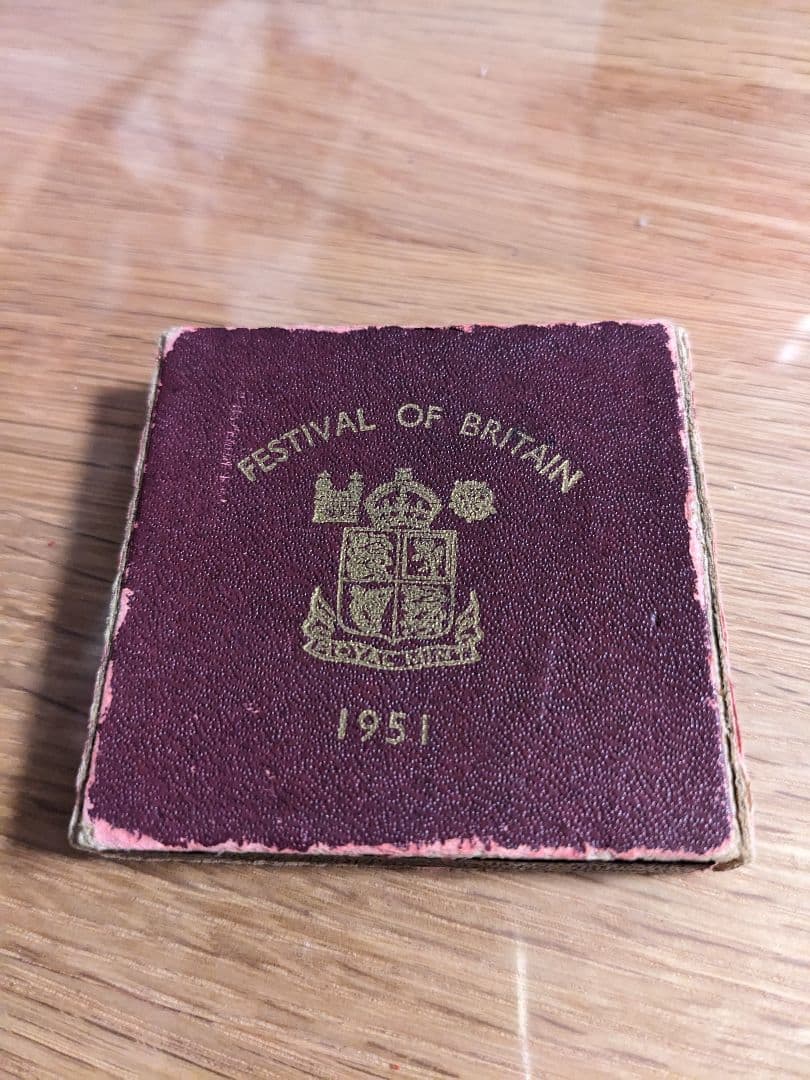 FESTIVAL OF BRITAIN
ROYAL MINT
1951